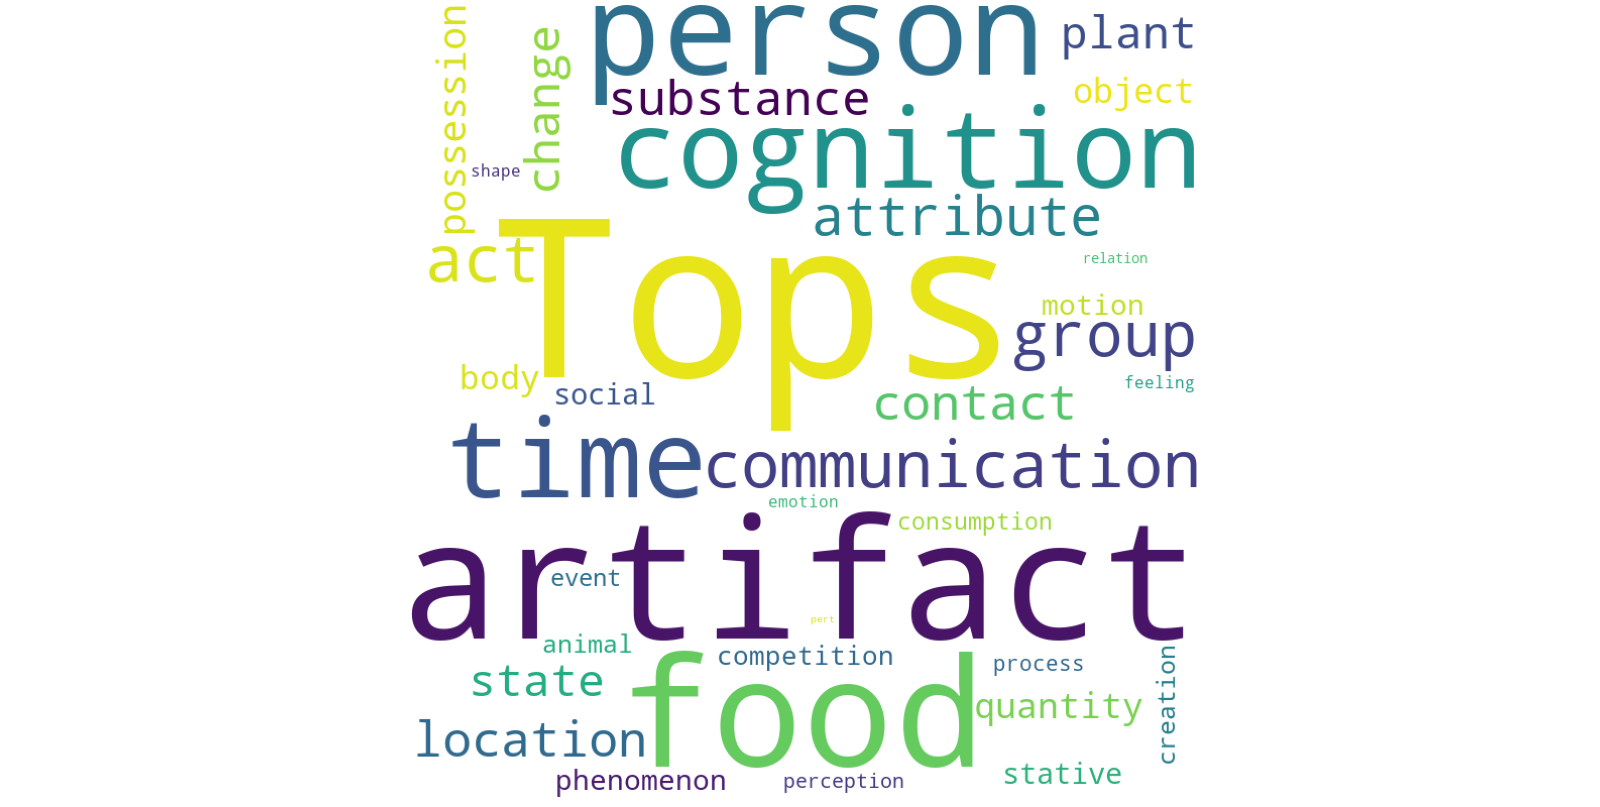 person
plant
possession
change
substance
object
cognition
shape
attribute
act
Tops
relation
motion
group
body
social
feeling
contact
time
communication
emotion
consumption
artifact
event
pert
animal
competition
process
creation
state
food
quantity
location
phenomenon
perception
stative